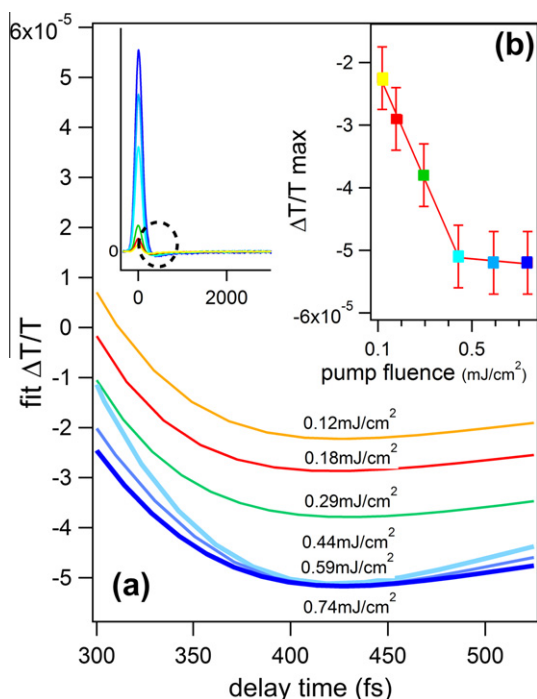 6x10⁻⁵
5
4
3
2
1
0
-1
-2
-3
-4
-5
fit ΔT/T
300
350
400
450
500
delay time (fs)
(a)
0
0
2000
(b)
-2
-3
-4
-5
-6x10⁻⁵
ΔT/T max
0.1
0.5
pump fluence (mJ/cm²)
0.12mJ/cm²
0.18mJ/cm²
0.29mJ/cm²
0.44mJ/cm²
0.59mJ/cm²
0.74mJ/cm²